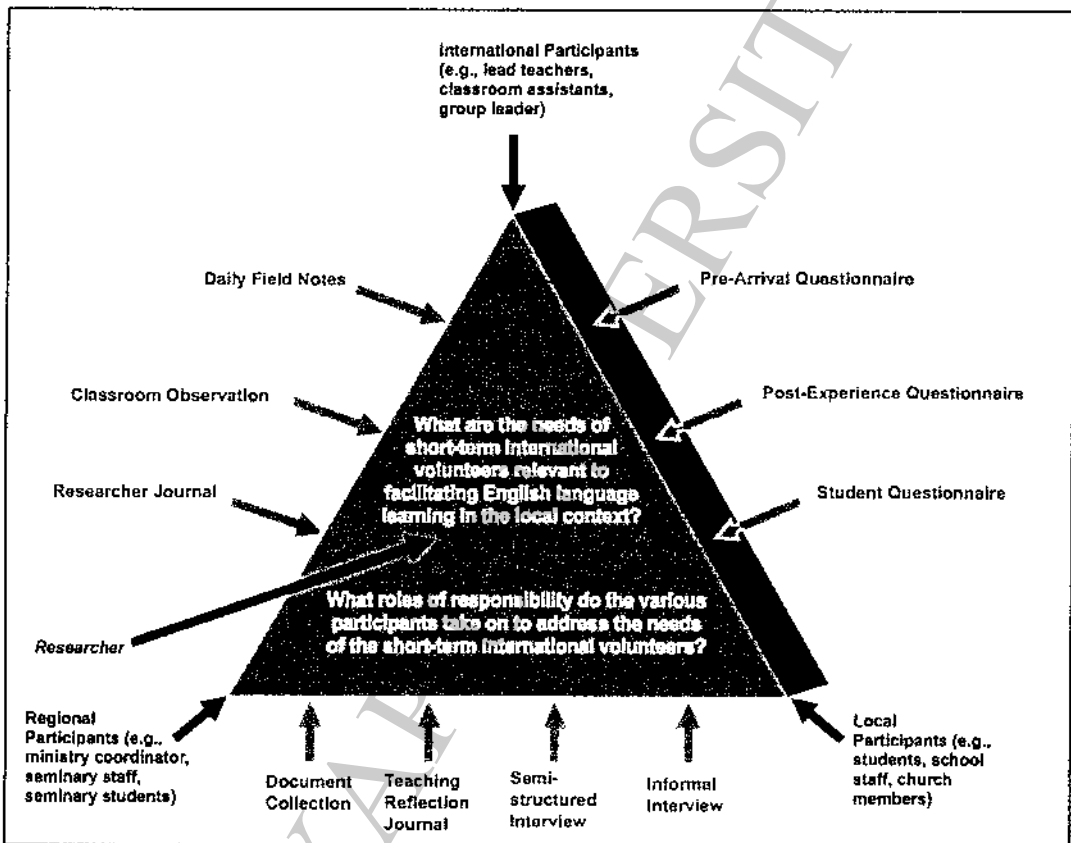 International Participants
(e.g., lead teachers,
classroom assistants,
group leader)
Daily Field Notes
Pre-Arrival Questionnaire
Classroom Observation
Post-Experience Questionnaire
What are the needs of
short-term international
volunteers relevant to
facilitating English language
learning in the local context?
Researcher Journal
Student Questionnaire
What roles of responsibility do the various
participants take on to address the needs
of the short-term international volunteers?
Researcher
Regional
Participants (e.g.,
ministry coordinator,
seminary staff,
seminary students)
Document
Collection
Teaching
Reflection
Journal
Semi-
structured
Interview
Informal
Interview
Local
Participants (e.g.,
students, school
staff, church
members)
ERSIT